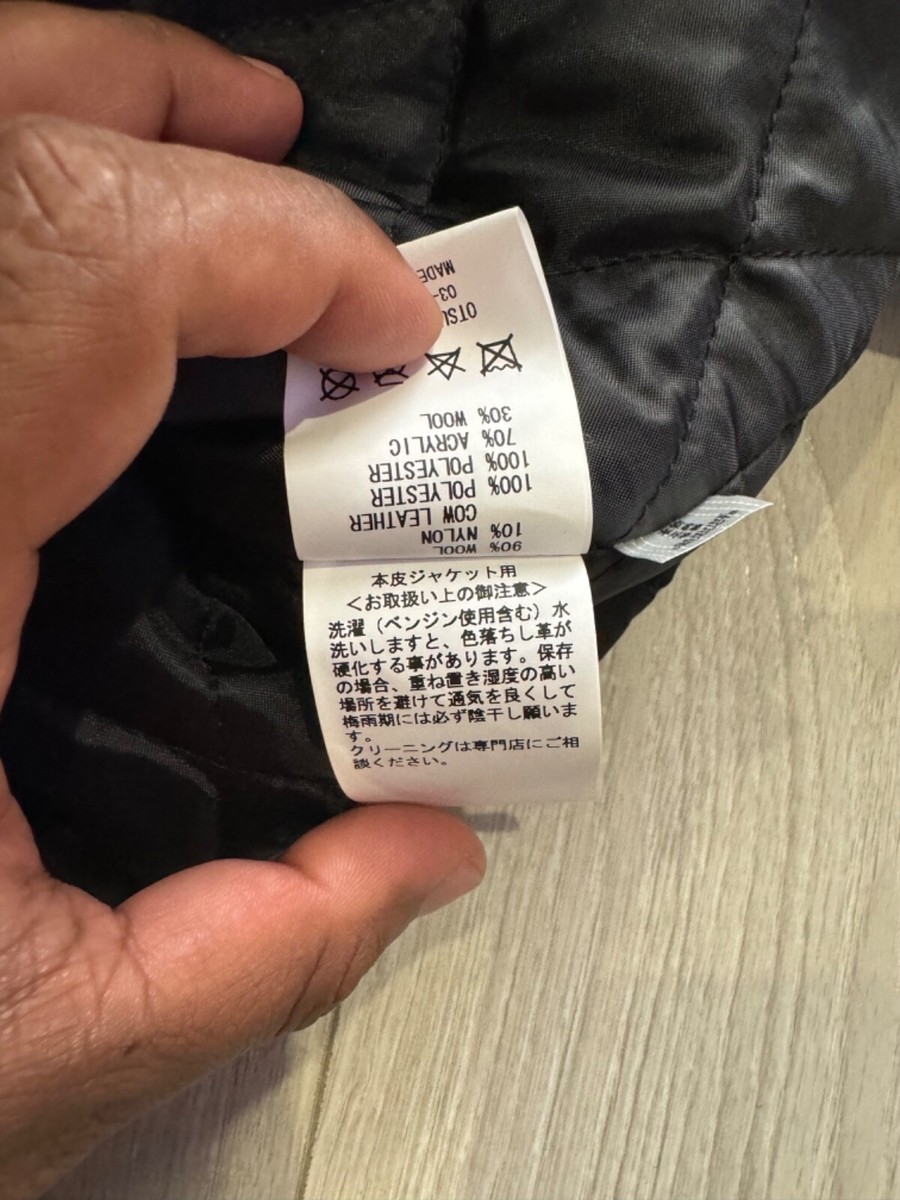 90% WOOL
10% NYLON
COW LEATHER
100% POLYESTER
100% POLYESTER
70% ACRYLIC
30% WOOL
03-
本皮ジャケット用
＜お取扱い上の御注意＞
洗濯（ベンジン使用含む）水
洗いしますと、色落ちし革が
硬化する事があります。保存
の場合、重ね置き湿度の高い
場所を避けて通気を良くして
梅雨期には必ず陰干し願いま
す。
クリーニングは専門店にご相
談ください。